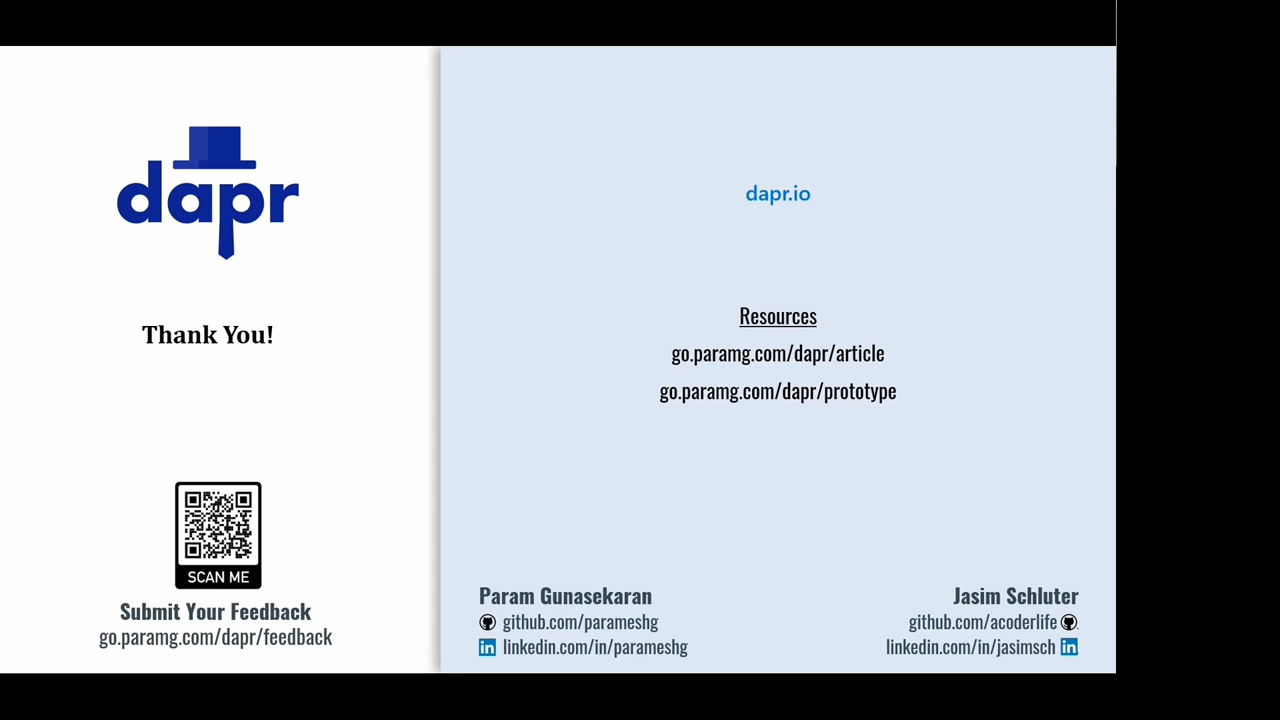 dapr
Thank You!
SCAN ME
Submit Your Feedback
go.paramg.com/dapr/feedback
dapr.io
Resources
go.paramg.com/dapr/article
go.paramg.com/dapr/prototype
Param Gunasekaran
github.com/parameshg
in linkedin.com/in/parameshg
Jasim Schluter
github.com/acoderlife
linkedin.com/in/jasimsch in